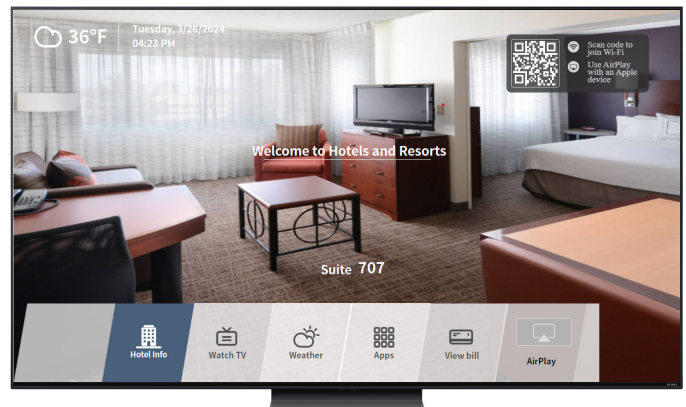 36°F
Tuesday, 3/26/2024
04:23 PM
Scan code to
join Wi-Fi
Use AirPlay
with an Apple
device
Welcome to Hotels and Resorts
Suite 707
Hotel Info
Watch TV
Weather
Apps
View bill
AirPlay